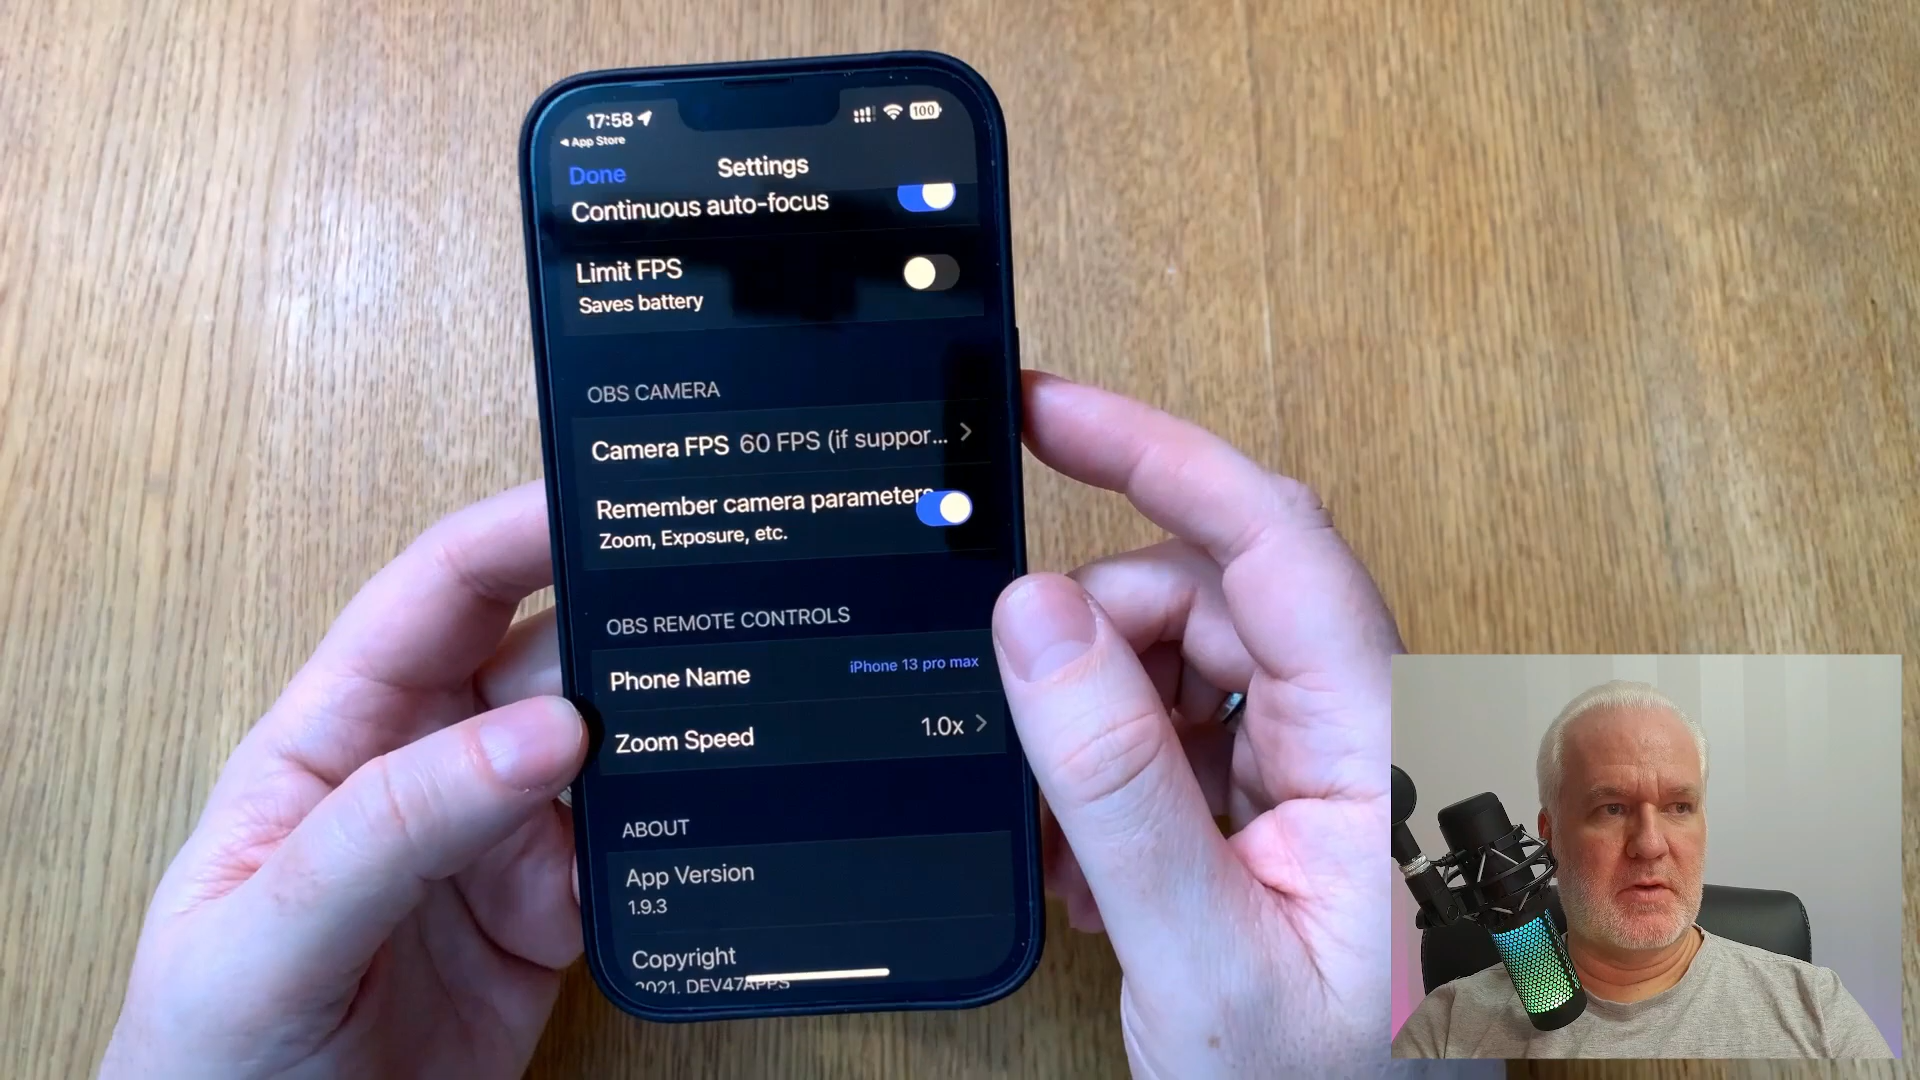 17:58
100
App Store
Done
Settings
Continuous auto-focus
Limit FPS
Saves battery
OBS CAMERA
Camera FPS 60 FPS (if suppor...
Remember camera parameters
Zoom, Exposure, etc.
OBS REMOTE CONTROLS
Phone Name iPhone 13 pro max
Zoom Speed 1.0x
ABOUT
App Version
1.9.3
Copyright
2021. DEV47APPS